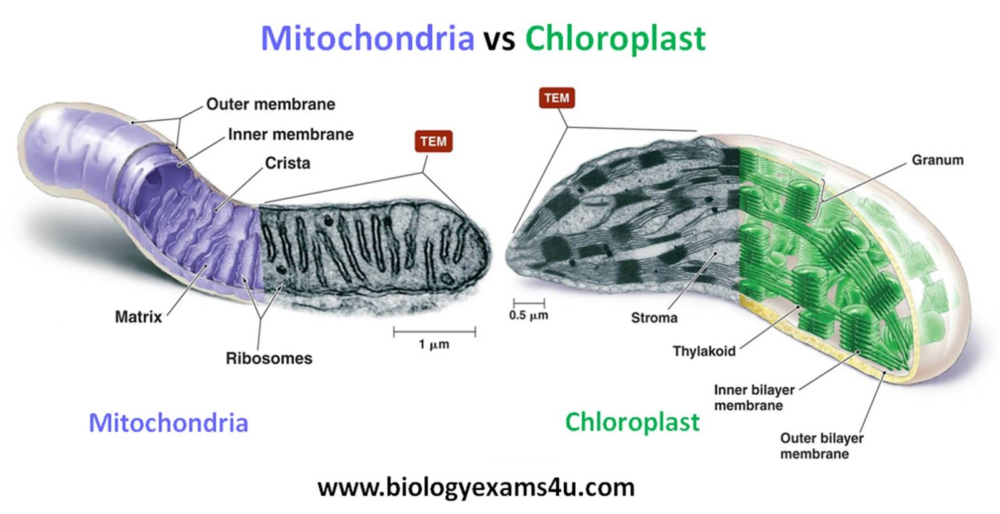 Mitochondria vs Chloroplast
Outer membrane
Inner membrane
Crista
TEM
Matrix
Ribosomes
1 μm
TEM
Granum
0.5 μm
Stroma
Thylakoid
Inner bilayer
membrane
Outer bilayer
membrane
Mitochondria
Chloroplast
www.biologyexams4u.com